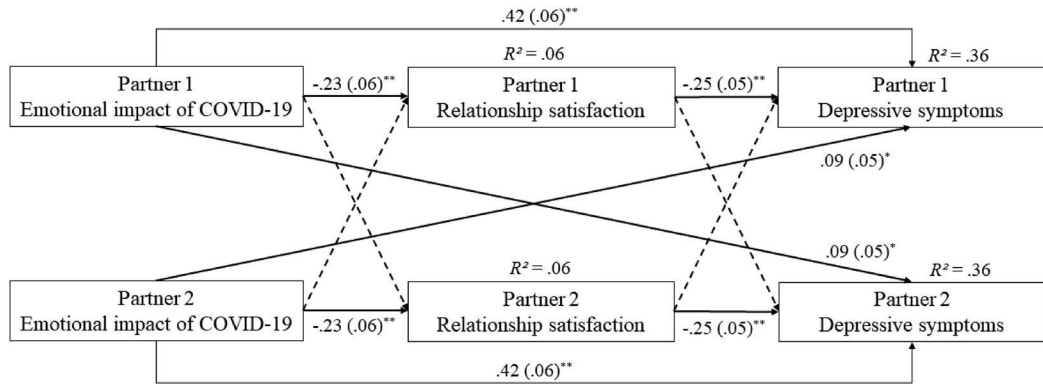 .42 (.06)**
R² = .06
R² = .36
Partner 1
Emotional impact of COVID-19
-.23 (.06)**
Partner 1
Relationship satisfaction
-.25 (.05)**
Partner 1
Depressive symptoms
.09 (.05)*
.09 (.05)*
R² = .06
R² = .36
Partner 2
Emotional impact of COVID-19
-.23 (.06)**
Partner 2
Relationship satisfaction
-.25 (.05)**
Partner 2
Depressive symptoms
.42 (.06)**